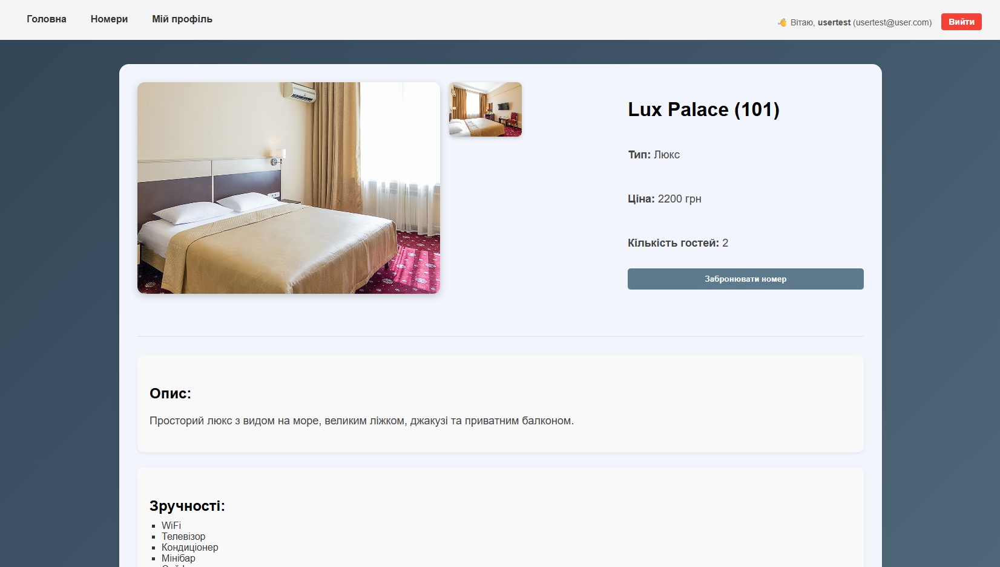 Головна Номери Мій профіль
👋 Вітаю, usertest (usertest@user.com) Вийти
Lux Palace (101)
Тип: Люкс
Ціна: 2200 грн
Кількість гостей: 2
Забронювати номер
Опис:
Просторий люкс з видом на море, великим ліжком, джакузі та приватним балконом.
Зручності:
WiFi
Телевізор
Кондиціонер
Мінібар